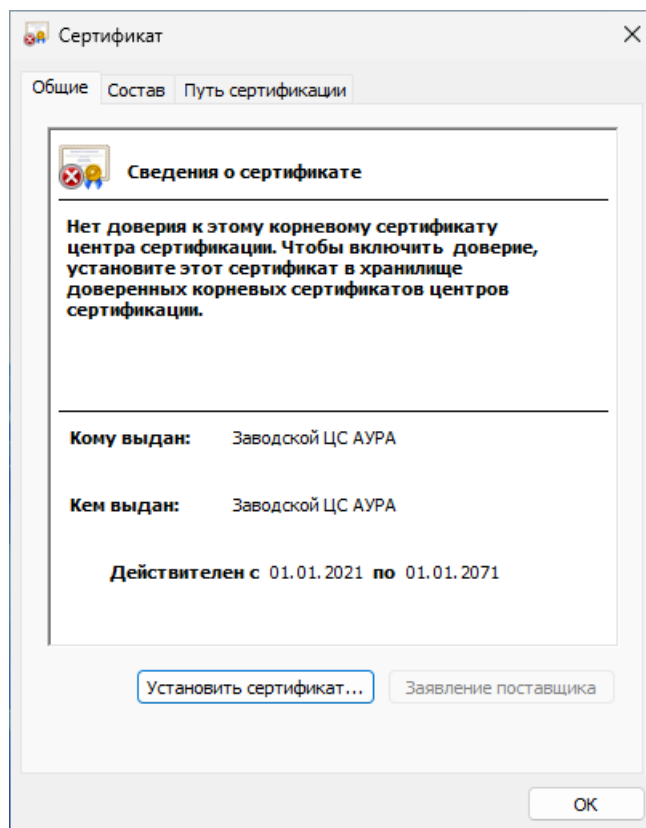 Сертификат
Общие Состав Путь сертификации
Сведения о сертификате
Нет доверия к этому корневому сертификату
центра сертификации. Чтобы включить доверие,
установите этот сертификат в хранилище
доверенных корневых сертификатов центров
сертификации.
Кому выдан: Заводской ЦС АУРА
Кем выдан: Заводской ЦС АУРА
Действителен с 01.01.2021 по 01.01.2071
Установить сертификат... Заявление поставщика
ОК